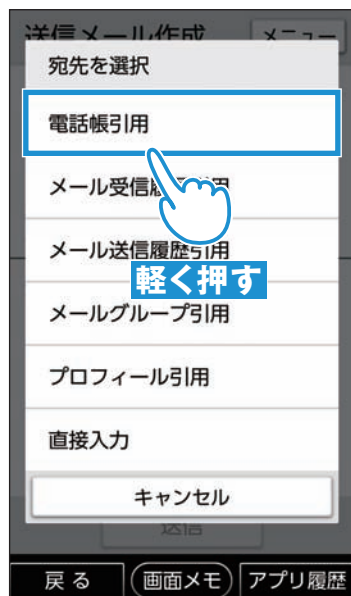 送信メール作成 メニュー
宛先を選択
電話帳引用
メール受信履歴引用
メール送信履歴引用
軽く押す
メールグループ引用
プロフィール引用
直接入力
キャンセル
送信
戻る 画面メモ アプリ履歴